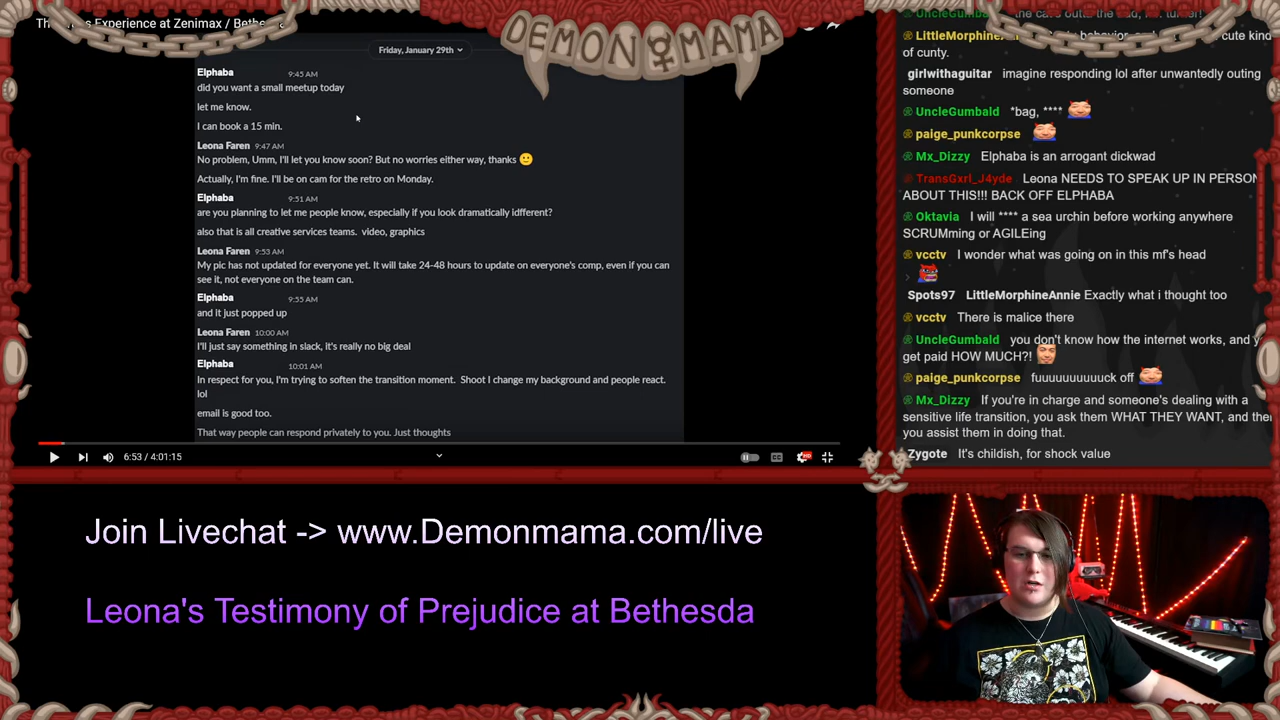 Experience at Zenimax / Bethesda
DEMON MAMA
Friday, January 29th
Elphaba 9:45 AM
did you want a small meetup today
let me know.
I can book a 15 min.
Leona Faren 9:47 AM
No problem, Umm, I'll let you know soon? But no worries either way, thanks 🙂
Actually, I'm fine. I'll be on cam for the retro on Monday.
Elphaba 9:51 AM
are you planning to let me people know, especially if you look dramatically idfferent?
also that is all creative services teams. video, graphics
Leona Faren 9:53 AM
My pic has not updated for everyone yet. It will take 24-48 hours to update on everyone's comp, even if you can
see it, not everyone on the team can.
Elphaba 9:55 AM
and it just popped up
Leona Faren 10:00 AM
I'll just say something in slack, it's really no big deal
Elphaba 10:01 AM
In respect for you, I'm trying to soften the transition moment. Shoot I change my background and people react.
lol
email is good too.
That way people can respond privately to you. Just thoughts
6:53 / 4:01:15
CC
HD
UncleGumbald
LittleMorphine behavior, cute kind
of cunty.
girlwithaguitar imagine responding lol after unwantedly outing
someone
UncleGumbald *bag, ****
paige_punkcorpse
Mx_Dizzy Elphaba is an arrogant dickwad
TransGxrl_J4yde Leona NEEDS TO SPEAK UP IN PERSON
ABOUT THIS!!! BACK OFF ELPHABA
Oktavia I will **** a sea urchin before working anywhere
SCRUMming or AGILEing
vcctv I wonder what was going on in this mf's head
Spots97 LittleMorphineAnnie Exactly what i thought too
vcctv There is malice there
UncleGumbald you don't know how the internet works, and y
get paid HOW MUCH?!
paige_punkcorpse fuuuuuuuuuuck off
Mx_Dizzy If you're in charge and someone's dealing with a
sensitive life transition, you ask them WHAT THEY WANT, and then
you assist them in doing that.
Zygote It's childish, for shock value
Join Livechat -> www.Demonmama.com/live
Leona's Testimony of Prejudice at Bethesda